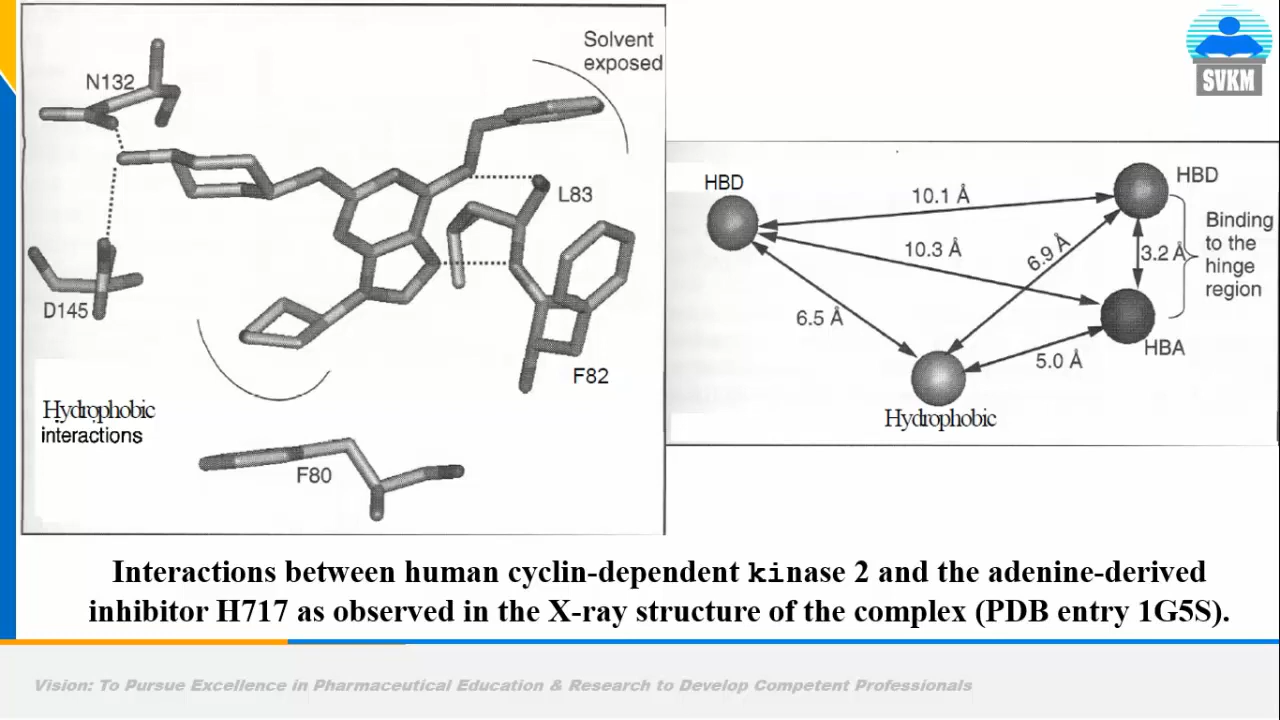 Solvent
exposed
N132
L83
D145
F82
Hydrophobic
interactions
F80
SVKM
HBD
HBD
10.1 Å
10.3 Å
6.9 Å
3.2 Å
6.5 Å
5.0 Å
Binding
to the
hinge
region
HBA
Hydrophobic
Interactions between human cyclin-dependent kinase 2 and the adenine-derived
inhibitor H717 as observed in the X-ray structure of the complex (PDB entry 1G5S).
Vision: To Pursue Excellence in Pharmaceutical Education & Research to Develop Competent Professionals